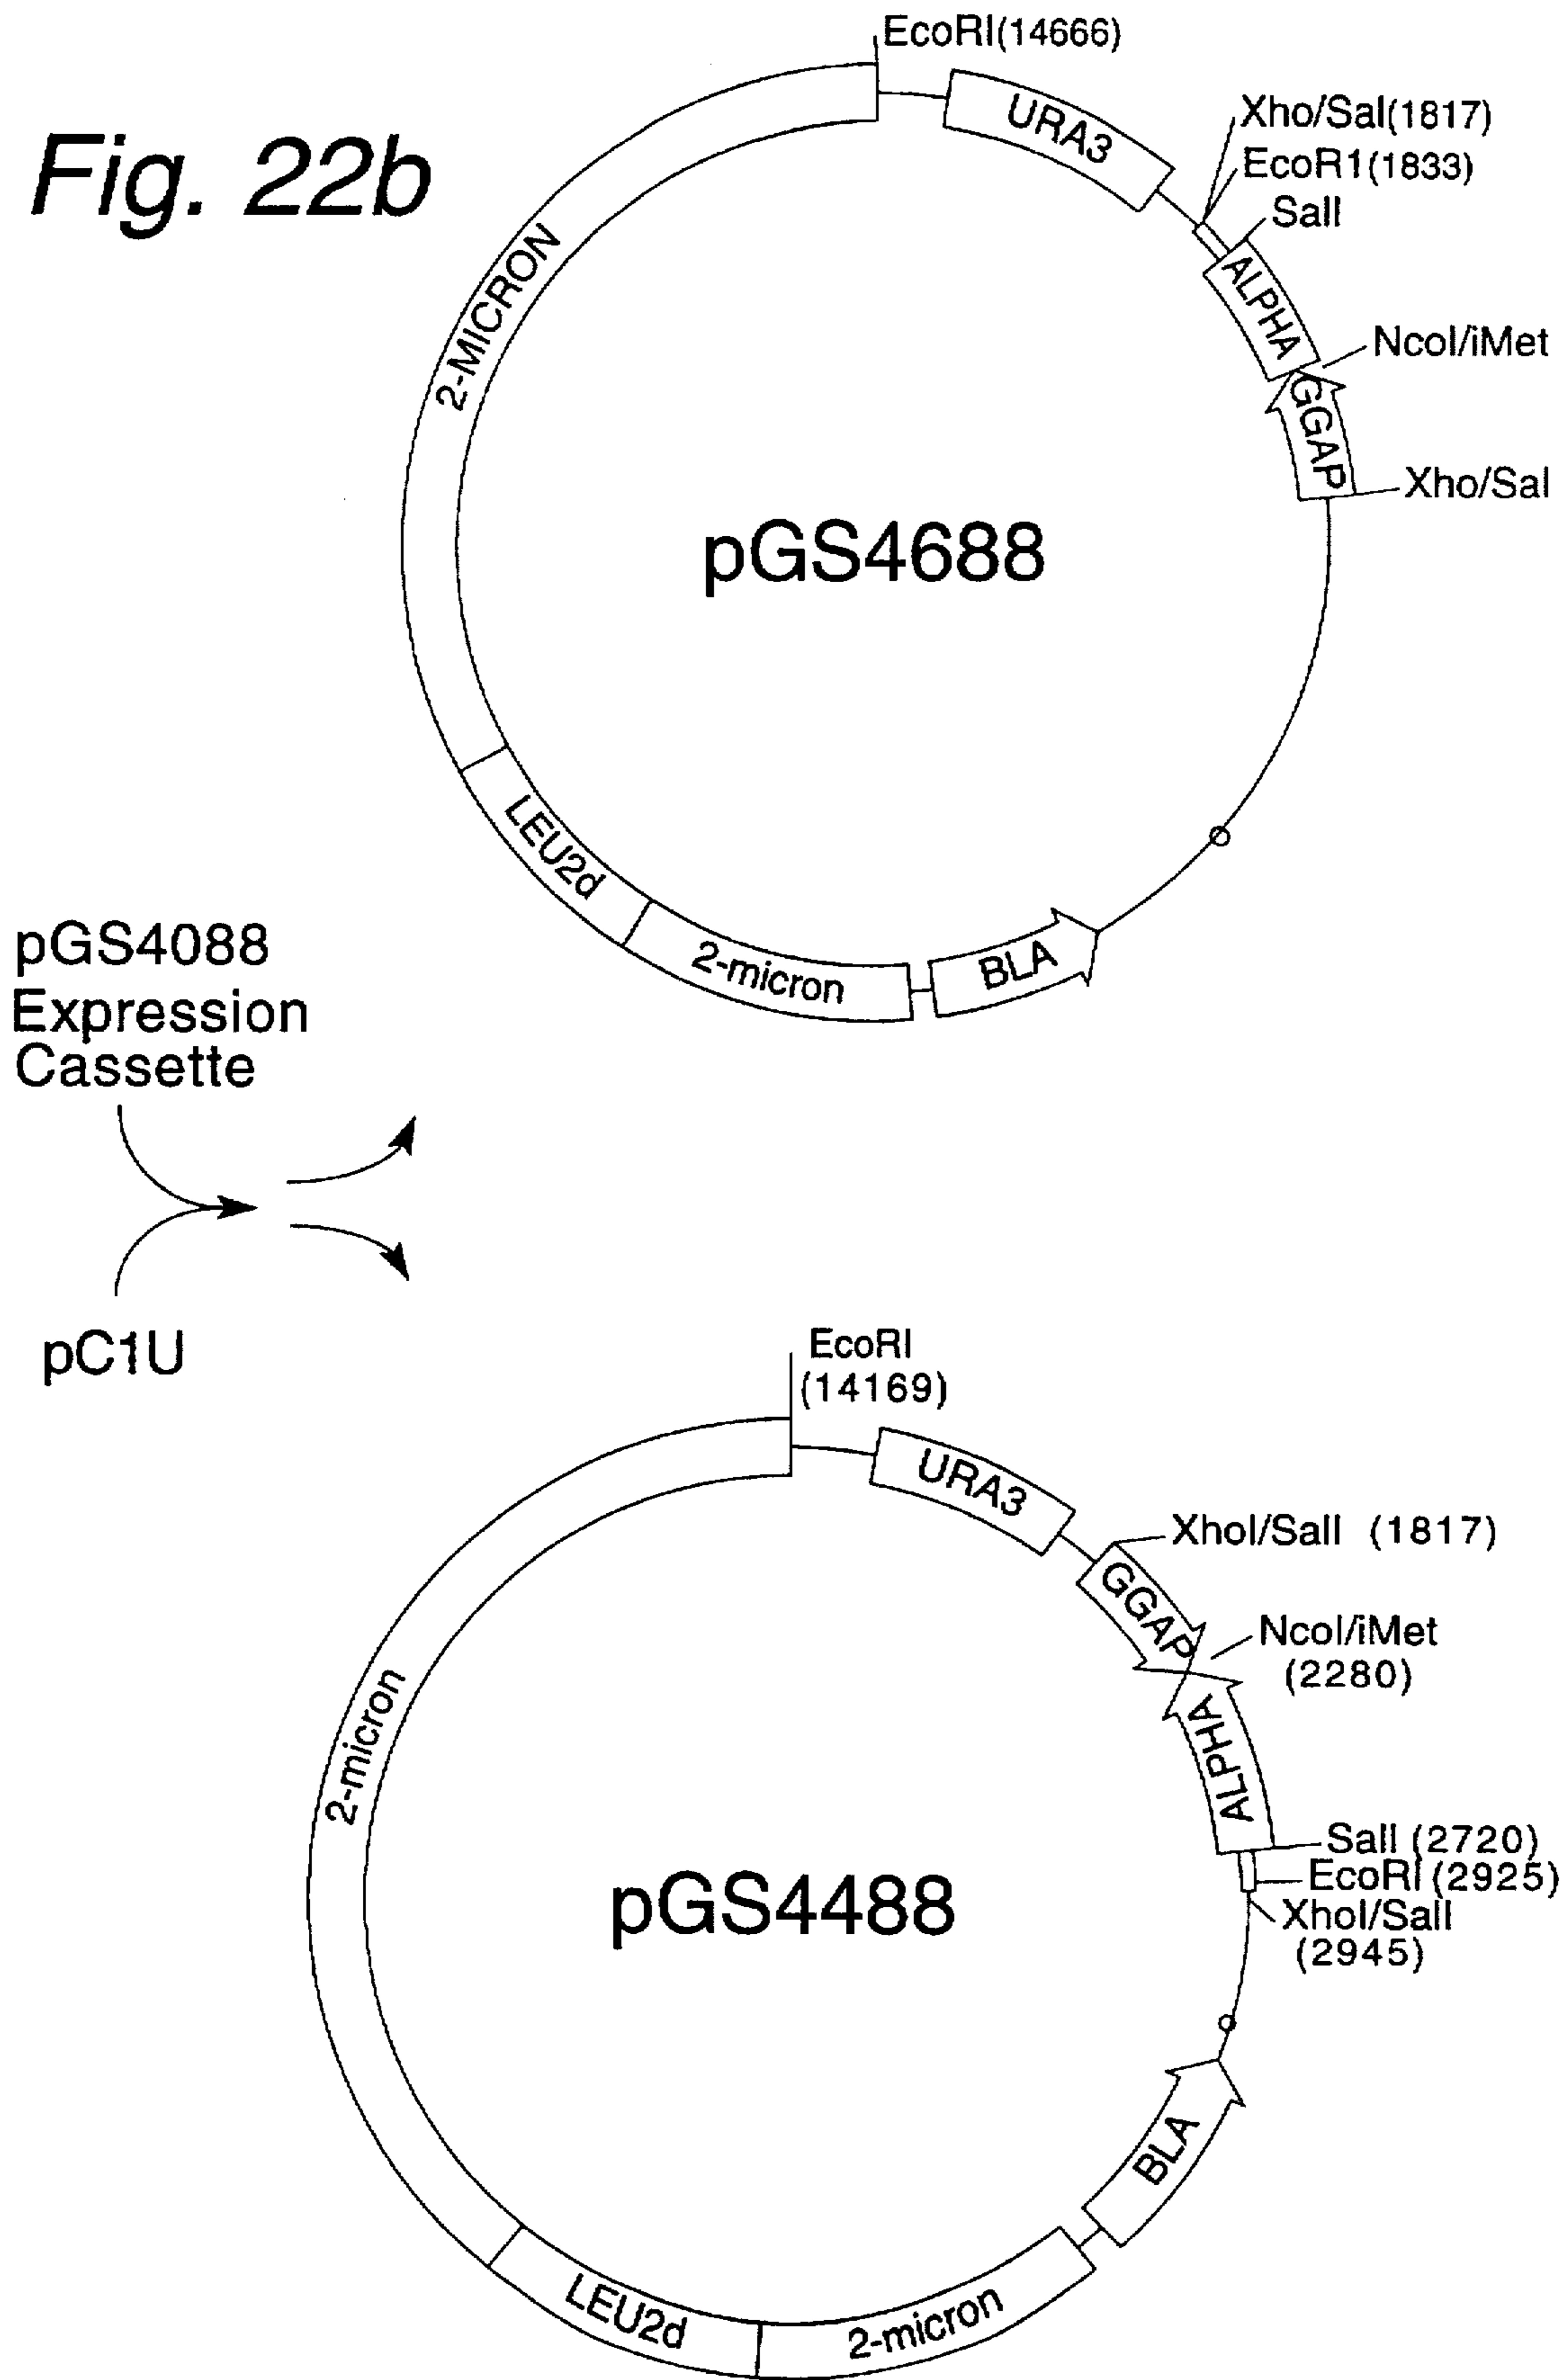 Fig. 22b
EcoRI(14666)
URA3
Xho/Sal(1817)
EcoR1(1833)
SalI
ALPHA
NcoI/iMet
GGAP
Xho/Sal
2-MICRON
pGS4688
LEU2d
2-micron
BLA
pGS4088
Expression
Cassette
pC1U
EcoRI
(14169)
URA3
XhoI/SalI (1817)
GGAP
NcoI/iMet
(2280)
ALPHA
SalI (2720)
EcoRI (2925)
XhoI/SalI
(2945)
2-micron
pGS4488
BLA
LEU2d
2-micron